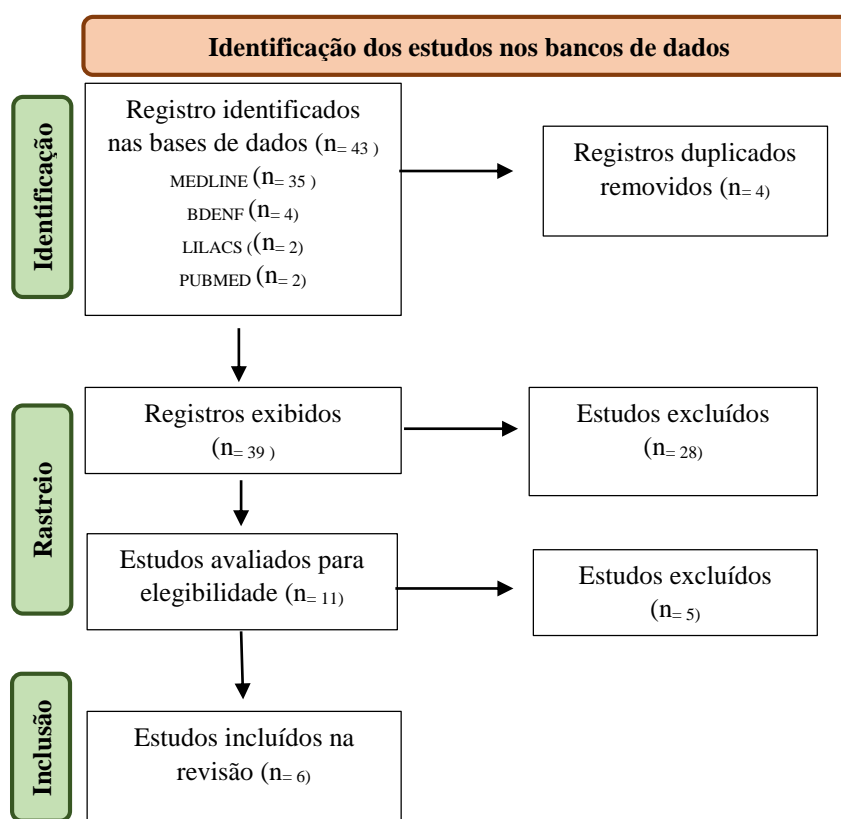 Identificação dos estudos nos bancos de dados
Identificação
Registro identificados
nas bases de dados (n= 43 )
MEDLINE (n= 35 )
BDENF (n= 4)
LILACS ((n= 2)
PUBMED (n= 2)
Registros duplicados
removidos (n= 4)
Rastreio
Registros exibidos
(n= 39 )
Estudos excluídos
(n= 28)
Estudos avaliados para
elegibilidade (n= 11)
Estudos excluídos
(n= 5)
Inclusão
Estudos incluídos na
revisão (n= 6)